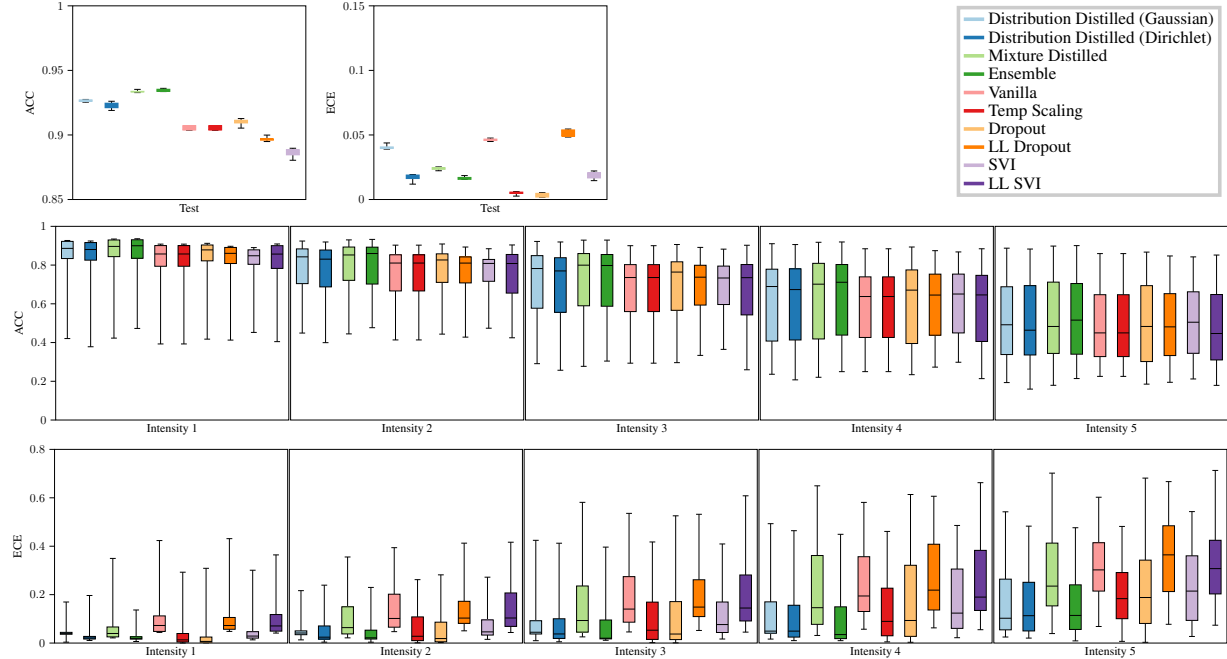 1
0.95
0.9
0.85
ACC
Test
0.15
0.1
0.05
0
ECE
Test
Distribution Distilled (Gaussian)
Distribution Distilled (Dirichlet)
Mixture Distilled
Ensemble
Vanilla
Temp Scaling
Dropout
LL Dropout
SVI
LL SVI
1
0.8
0.6
0.4
0.2
0
ACC
Intensity 1
Intensity 2
Intensity 3
Intensity 4
Intensity 5
0.8
0.6
0.4
0.2
0
ECE
Intensity 1
Intensity 2
Intensity 3
Intensity 4
Intensity 5